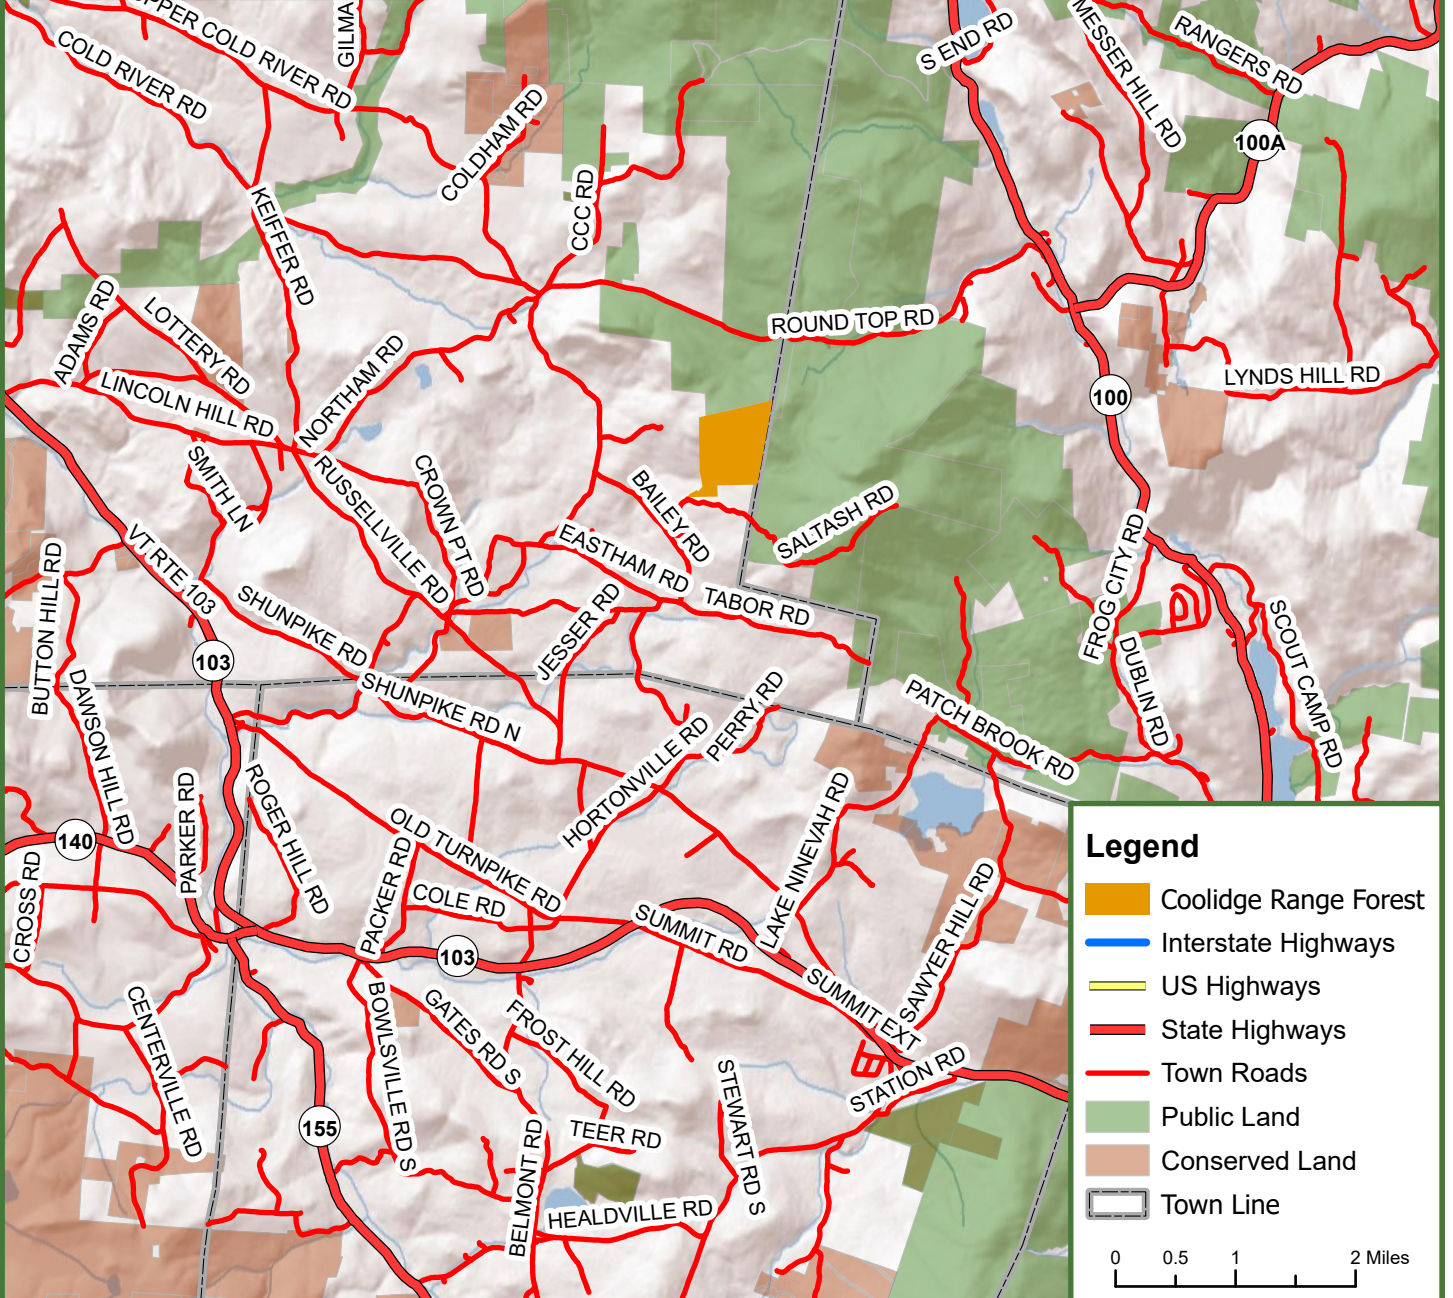 UPPER COLD RIVER RD
GILMA
S END RD
MESSER HILL RD
RANGERS RD
COLD RIVER RD
COLDHAM RD
100A
CCC RD
KEIFFER RD
ADAMS RD
LOTTERY RD
ROUND TOP RD
NORTHAM RD
LINCOLN HILL RD
LYNDS HILL RD
100
SMITH LN
RUSSELLVILLE RD
CROWN PT RD
BAILEY RD
SALTASH RD
VT RTE 103
EASTHAM RD
FROG CITY RD
BUTTON HILL RD
SHUNPIKE RD
JESSER RD
TABOR RD
SCOUT CAMP RD
103
DUBLIN RD
DAWSON HILL RD
SHUNPIKE RD N
PERRY RD
PATCH BROOK RD
HORTONVILLE RD
ROGER HILL RD
PARKER RD
LAKE NINEVAH RD
140
OLD TURNPIKE RD
CROSS RD
PACKER RD
COLE RD
SAWYER HILL RD
SUMMIT RD
103
SUMMIT EXT
CENTERVILLE RD
BOWLSVILLE RD S
GATES RD S
FROST HILL RD
STATION RD
STEWART RD S
155
TEER RD
BELMONT RD
HEALDVILLE RD
Legend
Coolidge Range Forest
Interstate Highways
US Highways
State Highways
Town Roads
Public Land
Conserved Land
Town Line
0 0.5 1 2 Miles